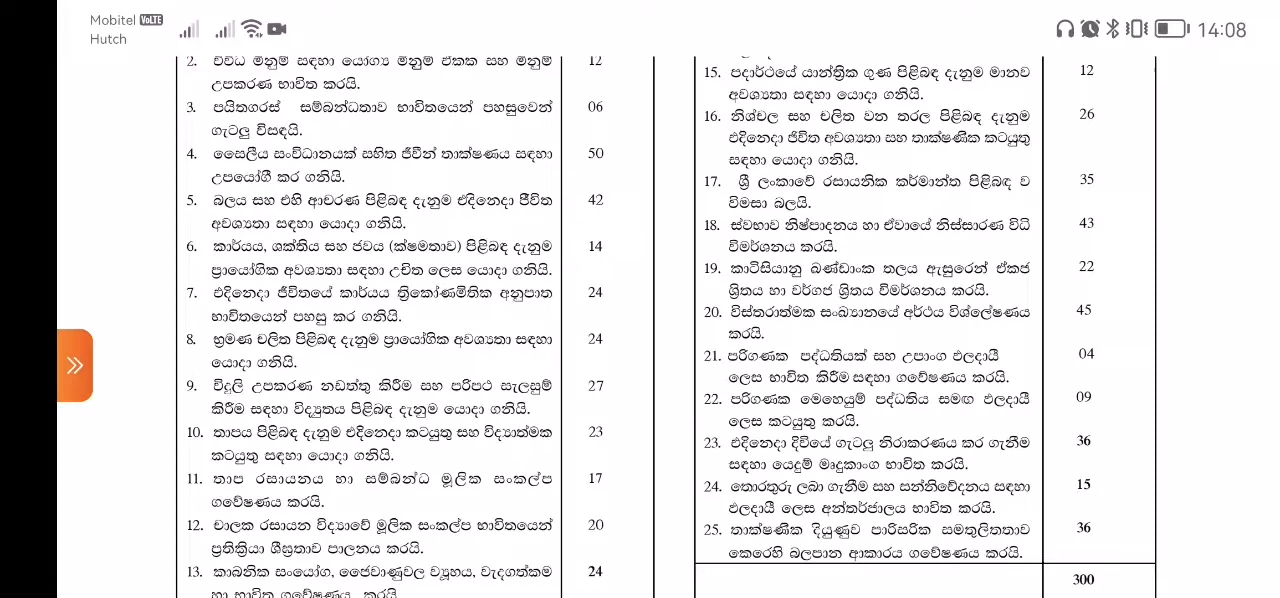 Mobitel VoLTE
Hutch
14:08
2. විවිධ මිනුම් සඳහා යෝග්‍ය මිනුම් ඒකක සහ මිනුම් 12
උපකරණ භාවිත කරයි.
3. පයිතගරස් සම්බන්ධතාව භාවිතයෙන් පහසුවෙන් 06
ගැටලු විසඳයි.
4. සෛලීය සංවිධානයක් සහිත ජීවීන් තාක්ෂණය සඳහා 50
උපයෝගී කර ගනියි.
5. බලය සහ එහි ආචරණ පිළිබඳ දැනුම එදිනෙදා ජීවිත 42
අවශ්‍යතා සඳහා යොදා ගනියි.
6. කාර්යය, ශක්තිය සහ ජවය (ක්ෂමතාව) පිළිබඳ දැනුම 14
ප්‍රායෝගික අවශ්‍යතා සඳහා උචිත ලෙස යොදා ගනියි.
7. එදිනෙදා ජීවිතයේ කාර්යය ත්‍රිකෝණමිතික අනුපාත 24
භාවිතයෙන් පහසු කර ගනියි.
8. භ්‍රමණ චලිත පිළිබඳ දැනුම ප්‍රායෝගික අවශ්‍යතා සඳහා 24
යොදා ගනියි.
9. විදුලි උපකරණ නඩත්තු කිරීම සහ පරිපථ සැලසුම් 27
කිරීම සඳහා විද්‍යුතය පිළිබඳ දැනුම යොදා ගනියි.
10. තාපය පිළිබඳ දැනුම එදිනෙදා කටයුතු සහ විද්‍යාත්මක 23
කටයුතු සඳහා යොදා ගනියි.
11. තාප රසායනය හා සම්බන්ධ මූලික සංකල්ප 17
ගවේෂණය කරයි.
12. චාලක රසායන විද්‍යාවේ මූලික සංකල්ප භාවිතයෙන් 20
ප්‍රතික්‍රියා ශීඝ්‍රතාව පාලනය කරයි.
13. කාබනික සංයෝග, ජෛවාණුවල ව්‍යුහය, වැදගත්කම 24
හා භාවිත ගවේෂණය කරයි.
15. පදාර්ථයේ යාන්ත්‍රික ගුණ පිළිබඳ දැනුම මානව 12
අවශ්‍යතා සඳහා යොදා ගනියි.
16. නිශ්චල සහ චලිත වන තරල පිළිබඳ දැනුම 26
එදිනෙදා ජීවිත අවශ්‍යතා සහ තාක්ෂණික කටයුතු
සඳහා යොදා ගනියි.
17. ශ්‍රී ලංකාවේ රසායනික කර්මාන්ත පිළිබඳ ව 35
විමසා බලයි.
18. ස්වභාව නිෂ්පාදනය හා ඒවායේ නිස්සාරණ විධි 43
විමර්ශනය කරයි.
19. කාටිසියානු ඛණ්ඩාංක තලය ඇසුරෙන් ඒකජ 22
ශ්‍රිතය හා වර්ගජ ශ්‍රිතය විමර්ශනය කරයි.
20. විස්තරාත්මක සංඛ්‍යානයේ අර්ථය විශ්ලේෂණය 45
කරයි.
21. පරිගණක පද්ධතියක් සහ උපාංග ඵලදායී 04
ලෙස භාවිත කිරීම සඳහා ගවේෂණය කරයි.
22. පරිගණක මෙහෙයුම් පද්ධතිය සමඟ ඵලදායී 09
ලෙස කටයුතු කරයි.
23. එදිනෙදා දිවියේ ගැටලු නිරාකරණය කර ගැනීම 36
සඳහා යෙදුම් මෘදුකාංග භාවිත කරයි.
24. තොරතුරු ලබා ගැනීම සහ සන්නිවේදනය සඳහා 15
ඵලදායී ලෙස අන්තර්ජාලය භාවිත කරයි.
25. තාක්ෂණික දියුණුව පාරිසරික සමතුලිතතාව 36
කෙරෙහි බලපාන ආකාරය ගවේෂණය කරයි.
300